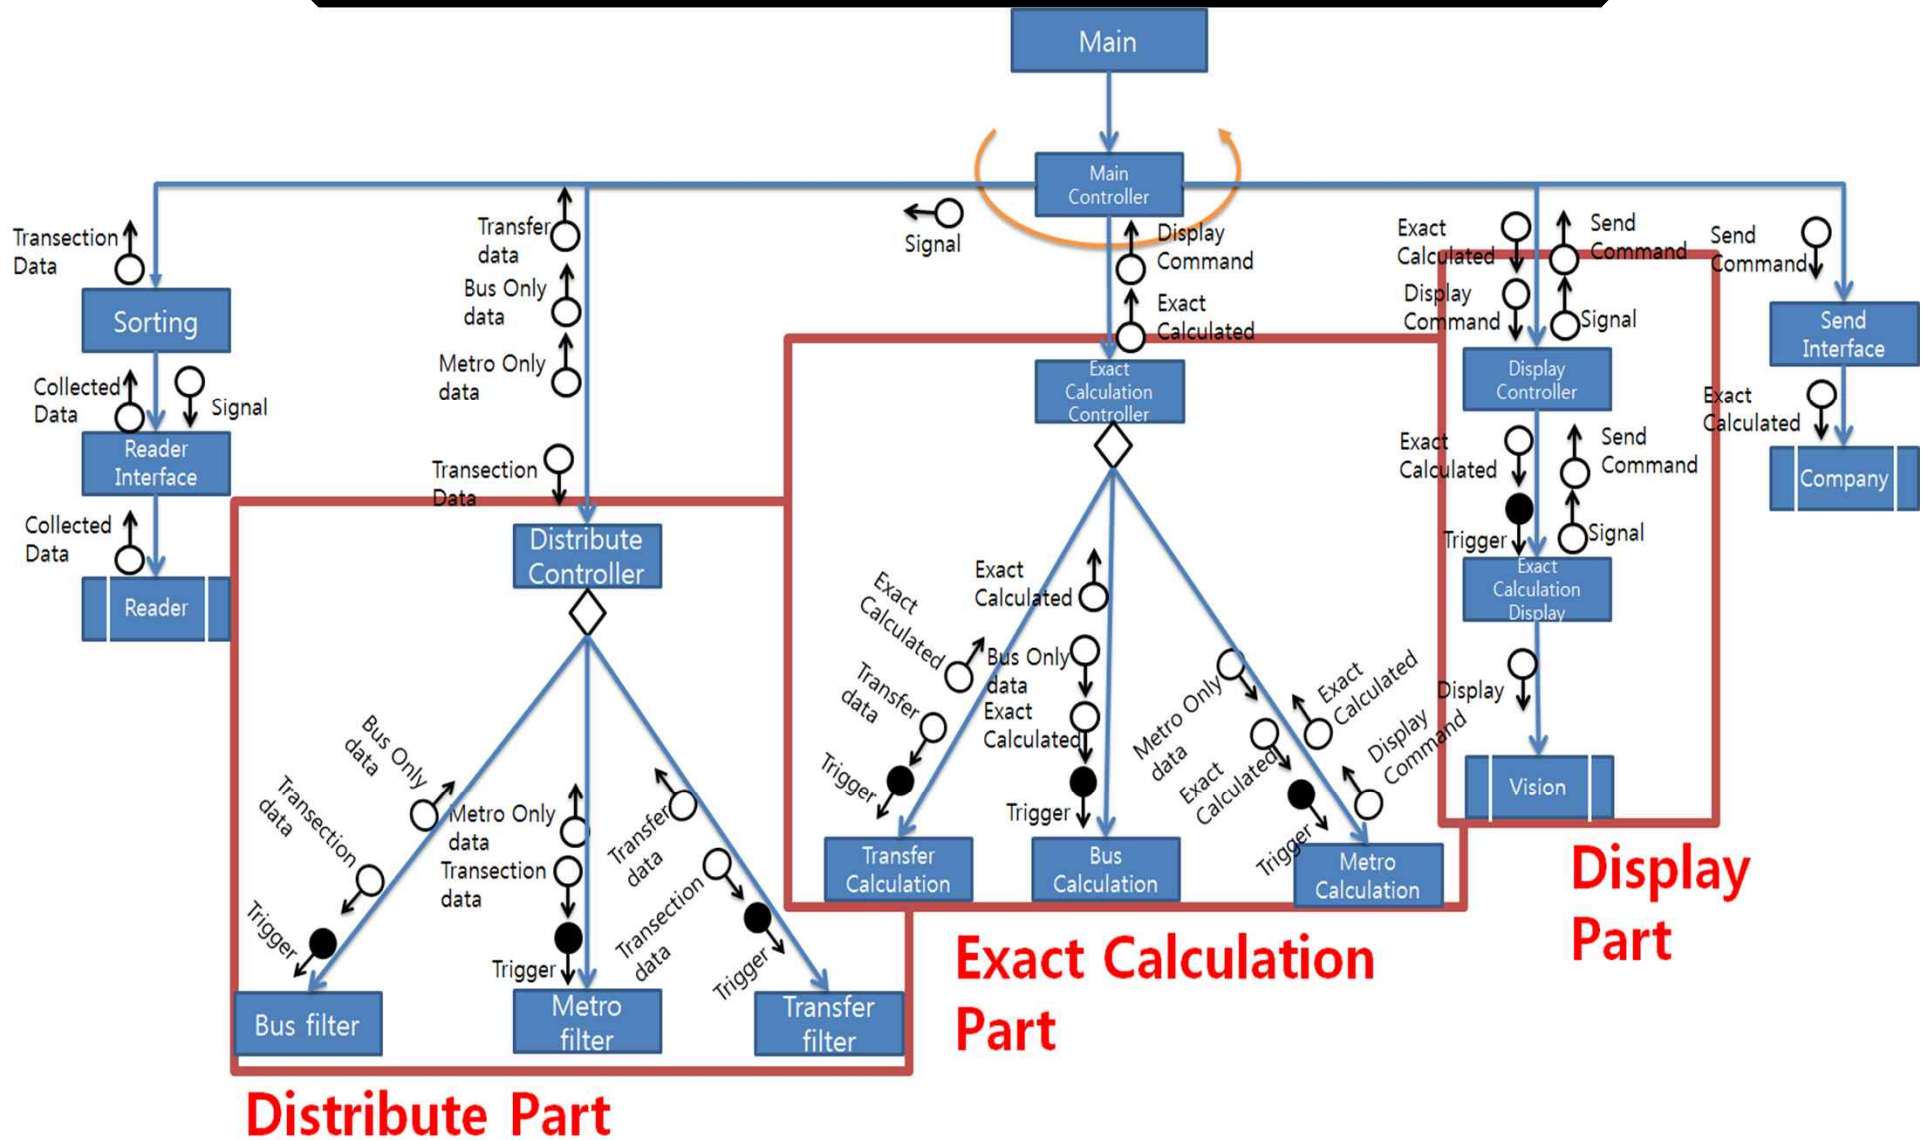 Main
Main
Controller
Transection
Data
Transfer
data
Signal
Display
Command
Exact
Calculated
Send
Command
Send
Command
Sorting
Bus Only
data
Exact
Calculated
Display
Command
Signal
Send
Interface
Metro Only
data
Collected
Data
Signal
Exact
Calculation
Controller
Display
Controller
Exact
Calculated
Reader
Interface
Transection
Data
Exact
Calculated
Send
Command
Company
Collected
Data
Distribute
Controller
Trigger
Signal
Reader
Exact
Calculated
Exact
Calculated
Exact
Calculation
Display
Transfer
data
Bus Only
data
Exact
Calculated
Metro Only
data
Exact
Calculated
Exact
Calculated
Display
Command
Display
Trigger
Trigger
Trigger
Vision
Bus Only
data
Transection
data
Metro Only
data
Transection
data
Transfer
data
Transection
data
Transfer
Calculation
Bus
Calculation
Metro
Calculation
Display
Part
Trigger
Trigger
Trigger
Exact Calculation
Part
Bus filter
Metro
filter
Transfer
filter
Distribute Part